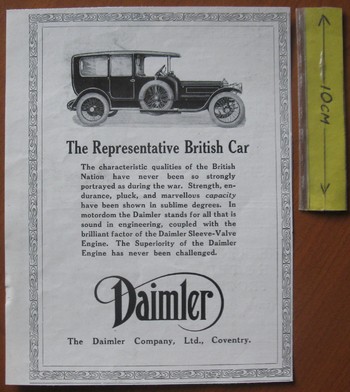 The Representative British Car
The characteristic qualities of the British
Nation have never been so strongly
portrayed as during the war. Strength, en-
durance, pluck, and marvellous capacity
have been shown in sublime degrees. In
motordom the Daimler stands for all that is
sound in engineering, coupled with the
brilliant factor of the Daimler Sleeve-Valve
Engine. The Superiority of the Daimler
Engine has never been challenged.
Daimler
The Daimler Company, Ltd., Coventry.
10CM